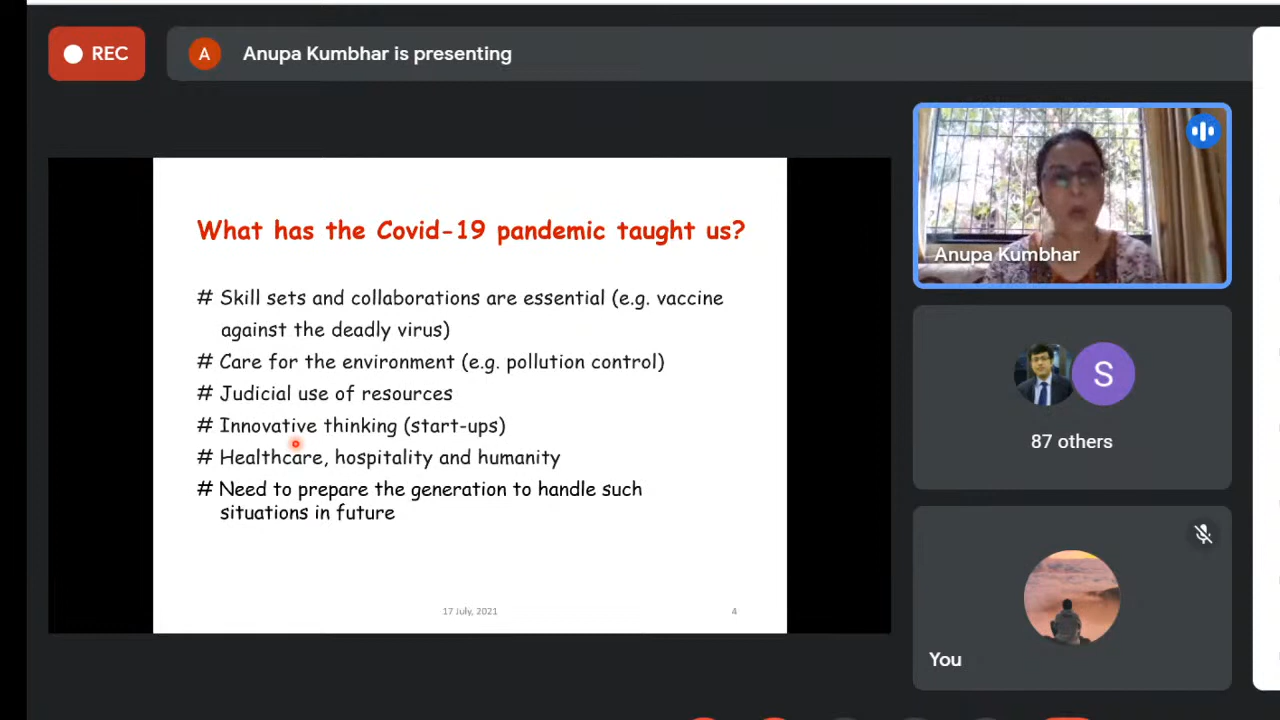 REC
A
Anupa Kumbhar is presenting
What has the Covid-19 pandemic taught us?
# Skill sets and collaborations are essential (e.g. vaccine
against the deadly virus)
# Care for the environment (e.g. pollution control)
# Judicial use of resources
# Innovative thinking (start-ups)
# Healthcare, hospitality and humanity
# Need to prepare the generation to handle such
situations in future
17 July, 2021
4
Anupa Kumbhar
S
87 others
You